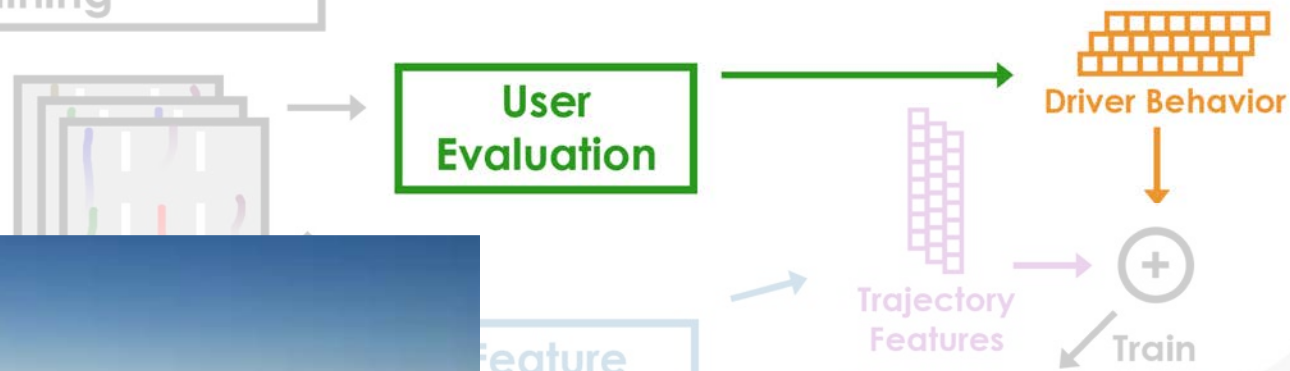 User
Evaluation
Driver Behavior
Trajectory
Features
Feature
Train